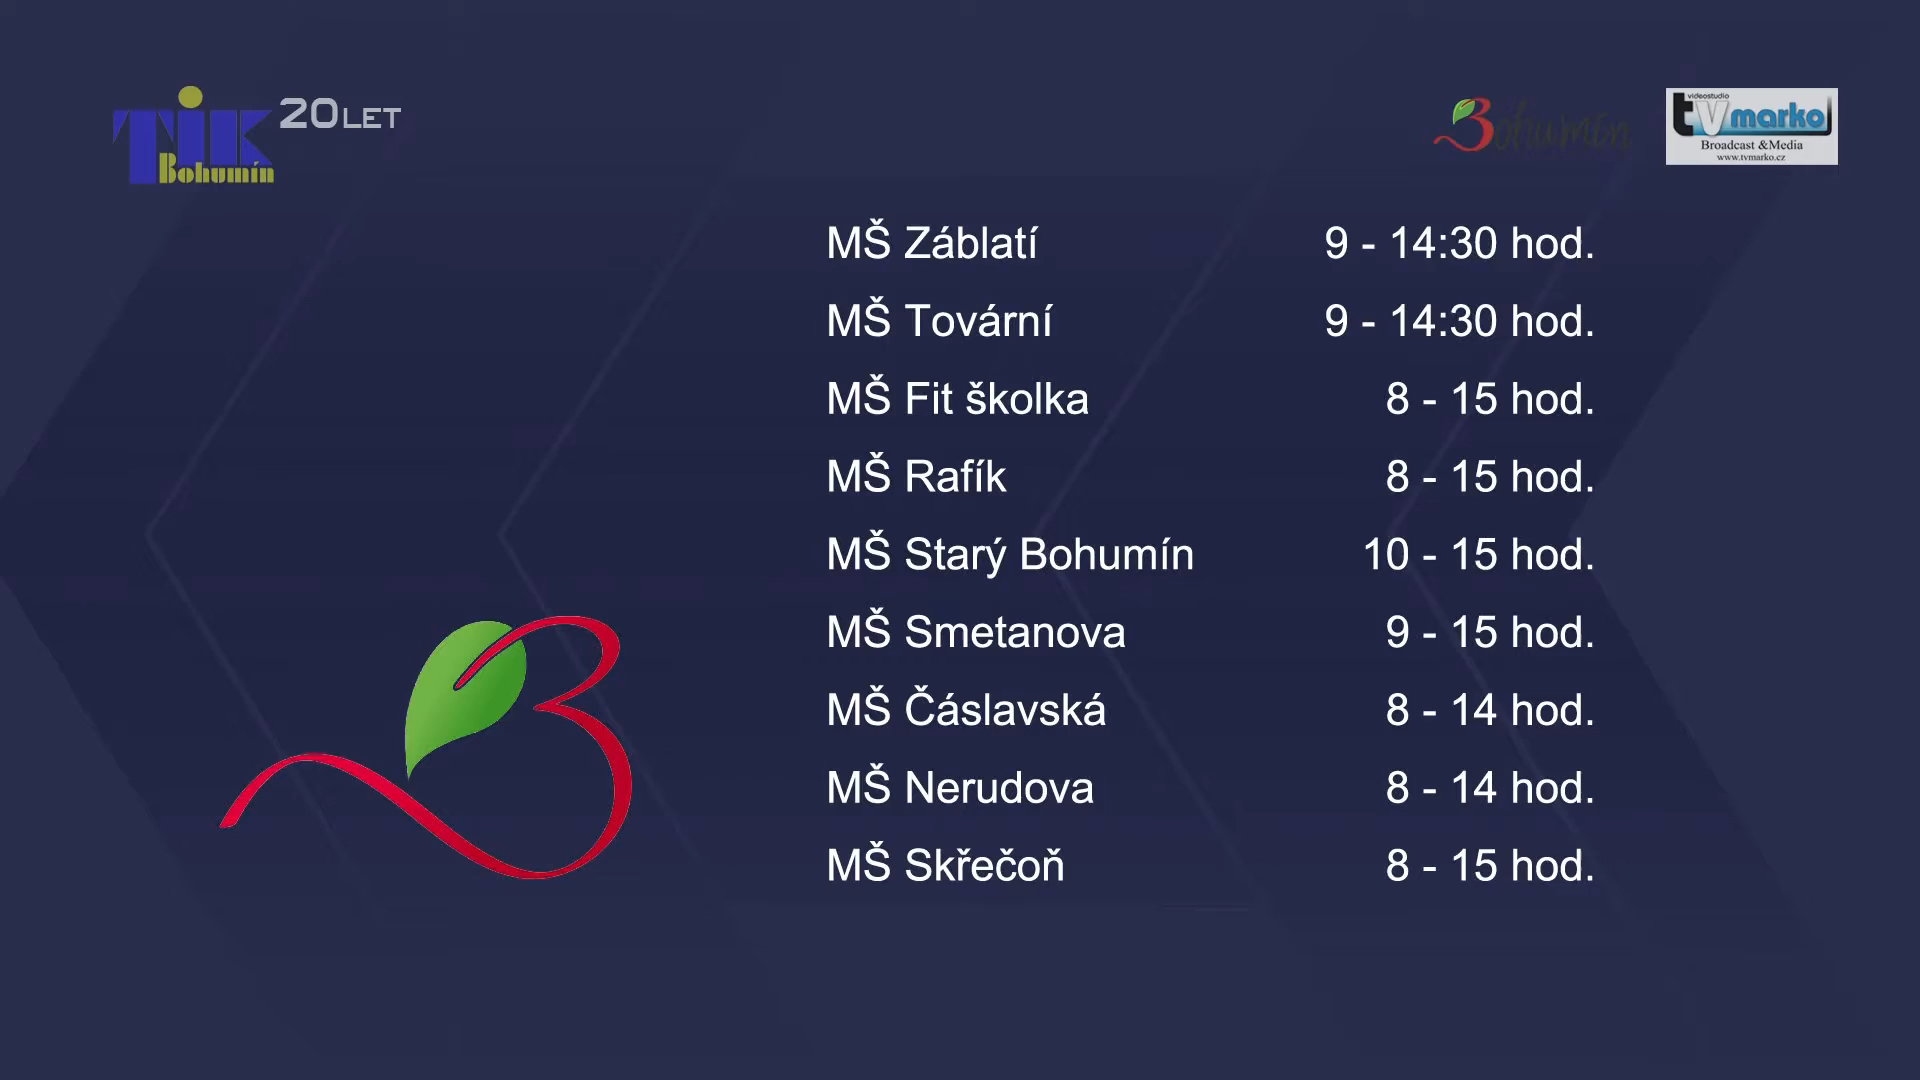 TIK 20 LET
Bohumín
Bohumín
videostudio
tvmarko
Broadcast &Media
www.tvmarko.cz
MŠ Záblatí 9 - 14:30 hod.
MŠ Tovární 9 - 14:30 hod.
MŠ Fit školka 8 - 15 hod.
MŠ Rafík 8 - 15 hod.
MŠ Starý Bohumín 10 - 15 hod.
MŠ Smetanova 9 - 15 hod.
MŠ Čáslavská 8 - 14 hod.
MŠ Nerudova 8 - 14 hod.
MŠ Skřečoň 8 - 15 hod.